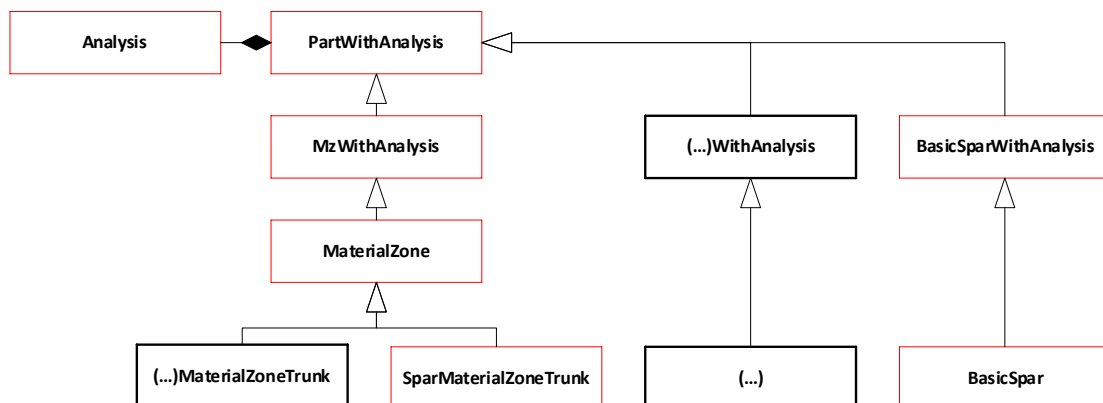 Analysis
PartWithAnalysis
MzWithAnalysis
(...)WithAnalysis
BasicSparWithAnalysis
MaterialZone
(...)MaterialZoneTrunk
SparMaterialZoneTrunk
(...)
BasicSpar